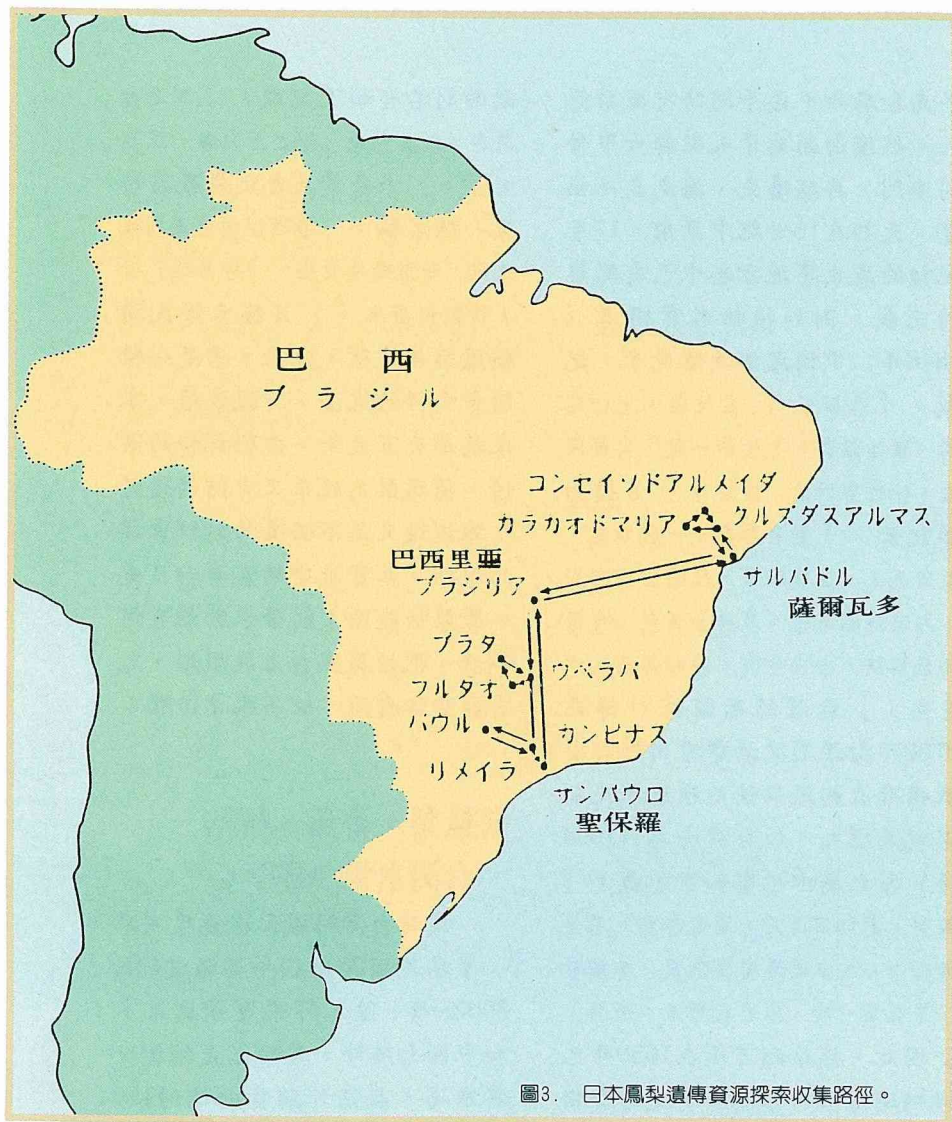 巴西
ブラジル
コンセイソドアルメイダ
カラカオドマリア
クルズダスアルマス
巴西里亜
ブラジリア
サルバドル
薩爾瓦多
プラタ
ウベラバ
フルタオ
バウル
カンピナス
リメイラ
サンパウロ
聖保羅
圖3. 日本鳳梨遺傳資源探索收集路徑。